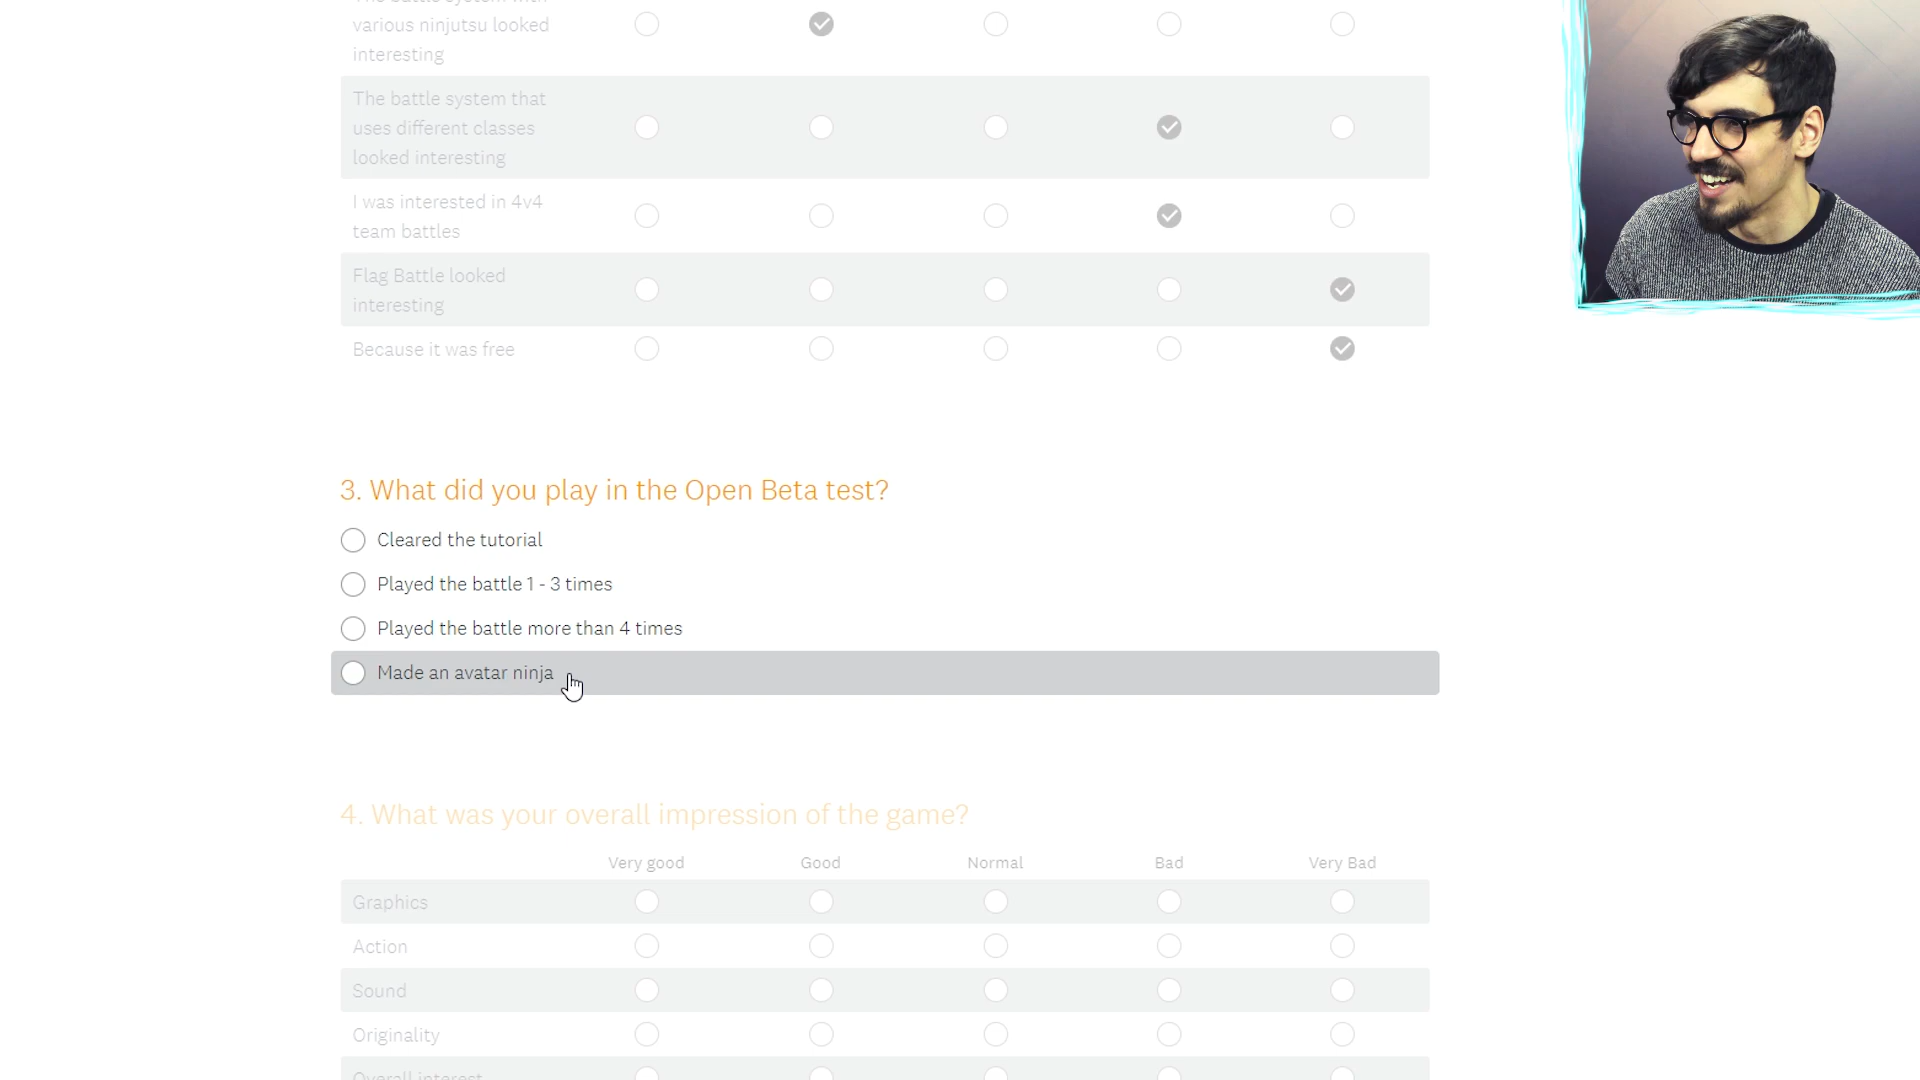 various ninjutsu looked
interesting
The battle system that
uses different classes
looked interesting
I was interested in 4v4
team battles
Flag Battle looked
interesting
Because it was free
3. What did you play in the Open Beta test?
Cleared the tutorial
Played the battle 1 - 3 times
Played the battle more than 4 times
Made an avatar ninja
4. What was your overall impression of the game?
Very good Good Normal Bad Very Bad
Graphics
Action
Sound
Originality
Overall interest